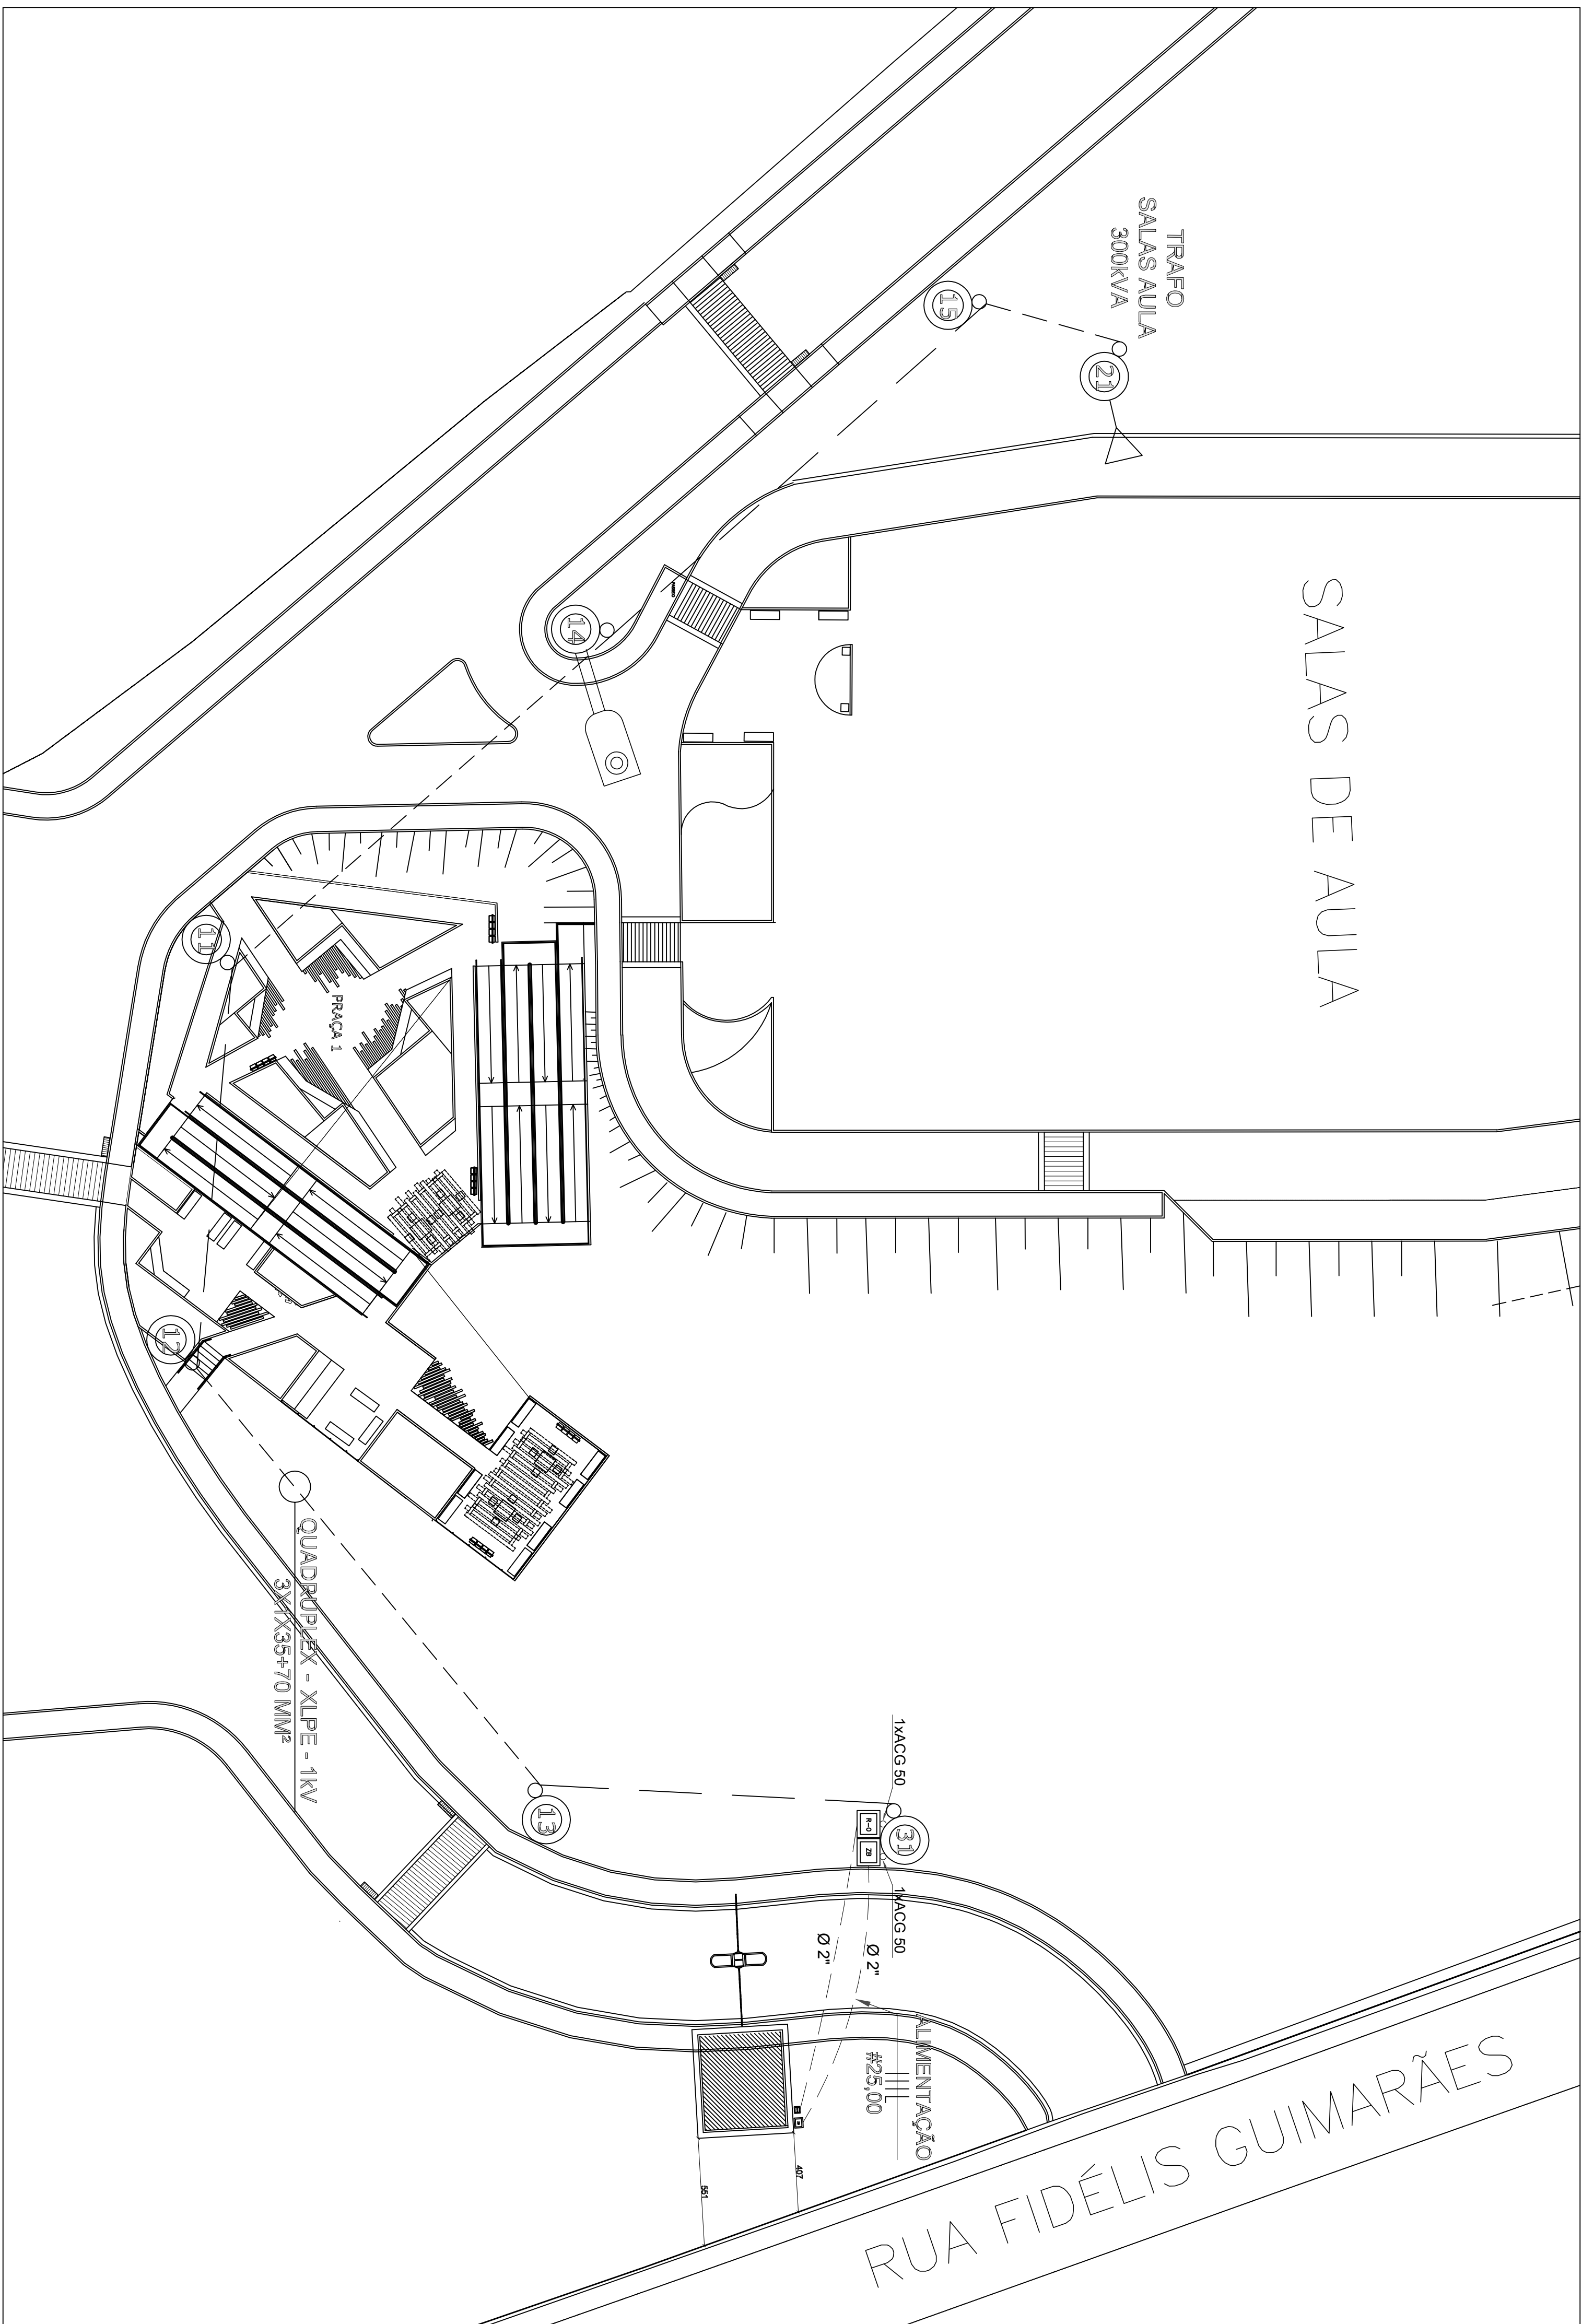 TRAFO
SALAS AULA
300KVA
15
21
SALAS DE AULA
14
11
PRAÇA 1
12
QUADRUPLEX - XLPE - 1kV
3X1X35+70 MM²
13
1xACG 50
31
R-O
ZB
1xACG 50
Ø 2"
Ø 2"
ALIMENTAÇÃO
#25,00
407
551
RUA FIDÉLIS GUIMARÃES